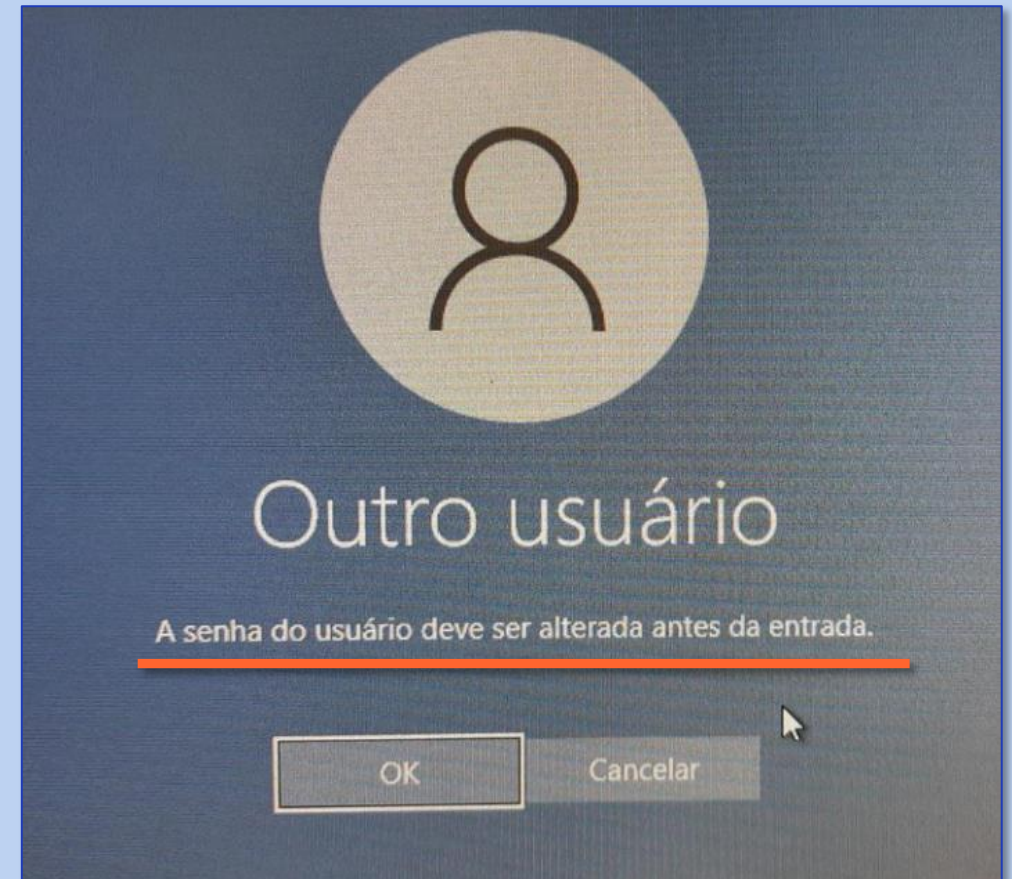 Outro usuário
A senha do usuário deve ser alterada antes da entrada.
OK
Cancelar